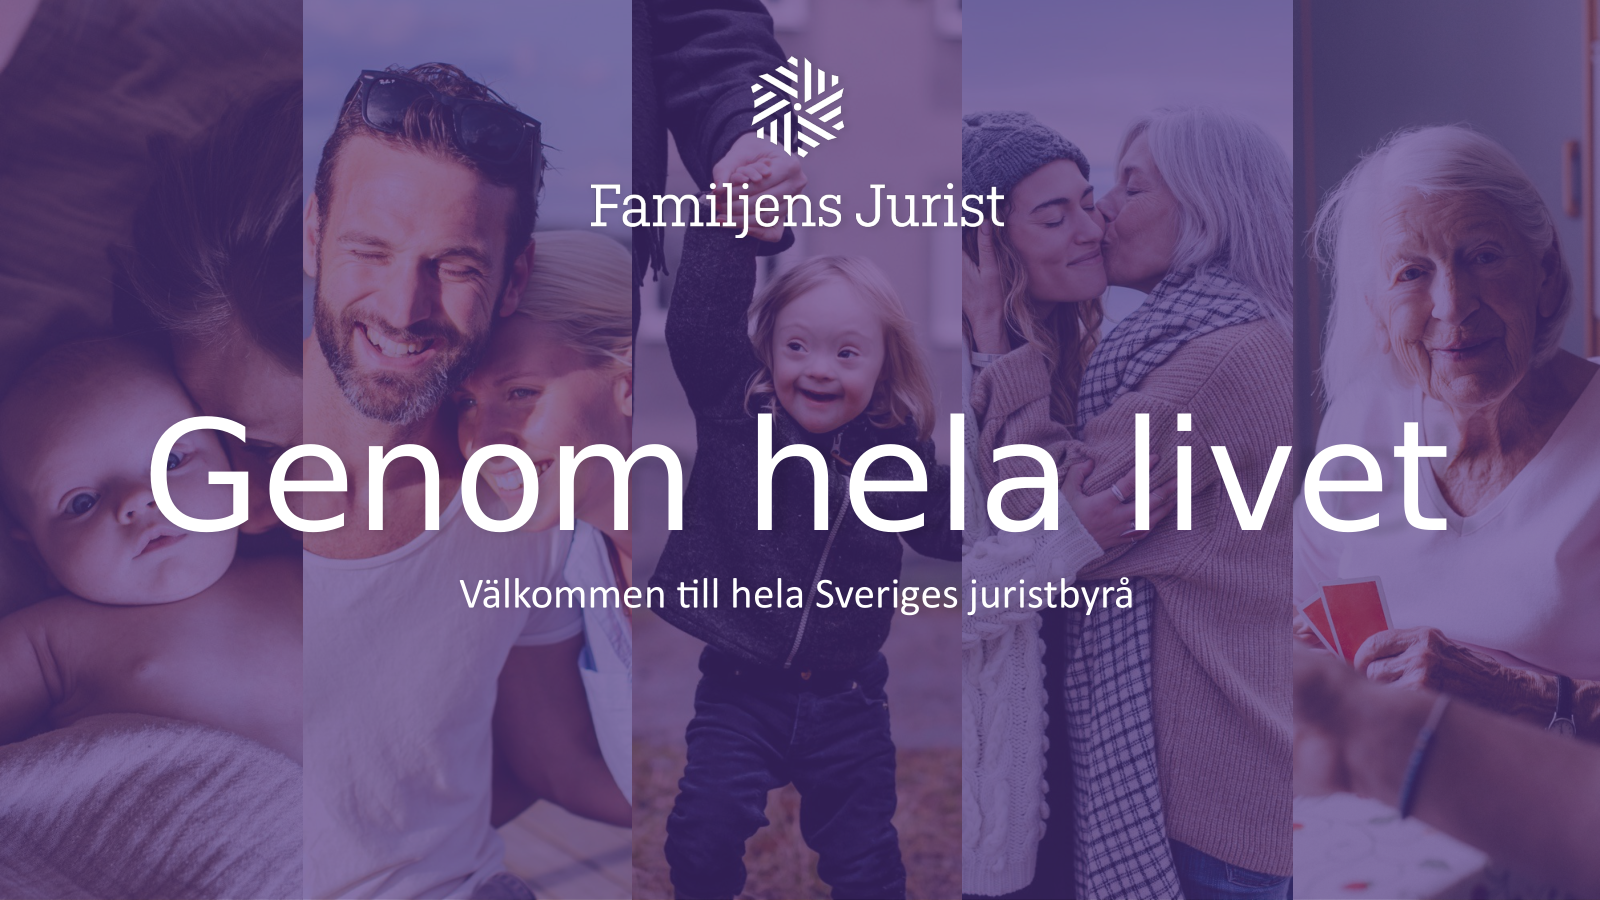 Familjens Jurist
Genom hela livet
Välkommen till hela Sveriges juristbyrå